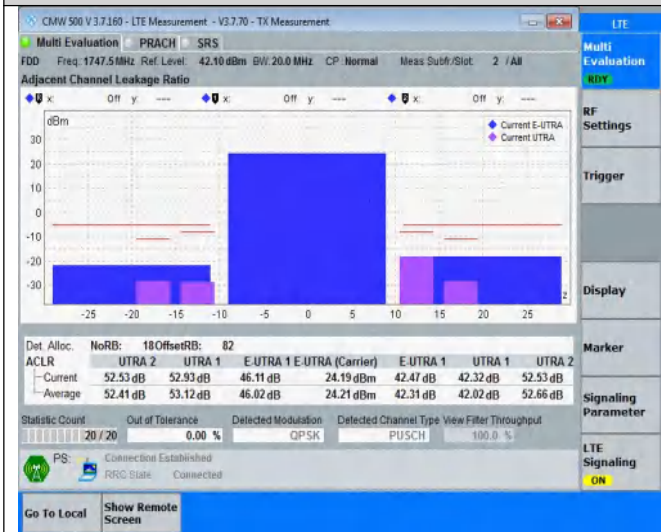 CMW 500 V 3.7.160 - LTE Measurement - V3.7.70 - TX Measurement
LTE
Multi Evaluation PRACH SRS
Multi Evaluation
RDY
FDD Freq.: 1747.5 MHz Ref. Level: 42.10 dBm BW: 20.0 MHz CP: Normal Meas Subfr./Slot: 2 / All
Adjacent Channel Leakage Ratio
x: Off y: --- x: Off y: --- x: Off y: ---
dBm
Current E-UTRA
Current UTRA
30
20
10
0
-10
-20
-30
-25 -20 -15 -10 -5 0 5 10 15 20 25
RF Settings
Trigger
Display
Marker
Signaling Parameter
LTE Signaling
ON
Det. Alloc. NoRB: 18 OffsetRB: 82
ACLR UTRA 2 UTRA 1 E-UTRA 1 E-UTRA (Carrier) E-UTRA 1 UTRA 1 UTRA 2
Current 52.53 dB 52.93 dB 46.11 dB 24.19 dBm 42.47 dB 42.32 dB 52.53 dB
Average 52.41 dB 53.12 dB 46.02 dB 24.21 dBm 42.31 dB 42.02 dB 52.66 dB
Statistic Count Out of Tolerance Detected Modulation Detected Channel Type View Filter Throughput
20 / 20 0.00 % QPSK PUSCH 100.0 %
PS: Connection Established
RRC State Connected
Go To Local
Show Remote Screen